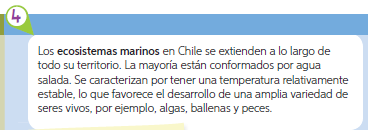 4
Los ecosistemas marinos en Chile se extienden a lo largo de
todo su territorio. La mayoría están conformados por agua
salada. Se caracterizan por tener una temperatura relativamente
estable, lo que favorece el desarrollo de una amplia variedad de
seres vivos, por ejemplo, algas, ballenas y peces.